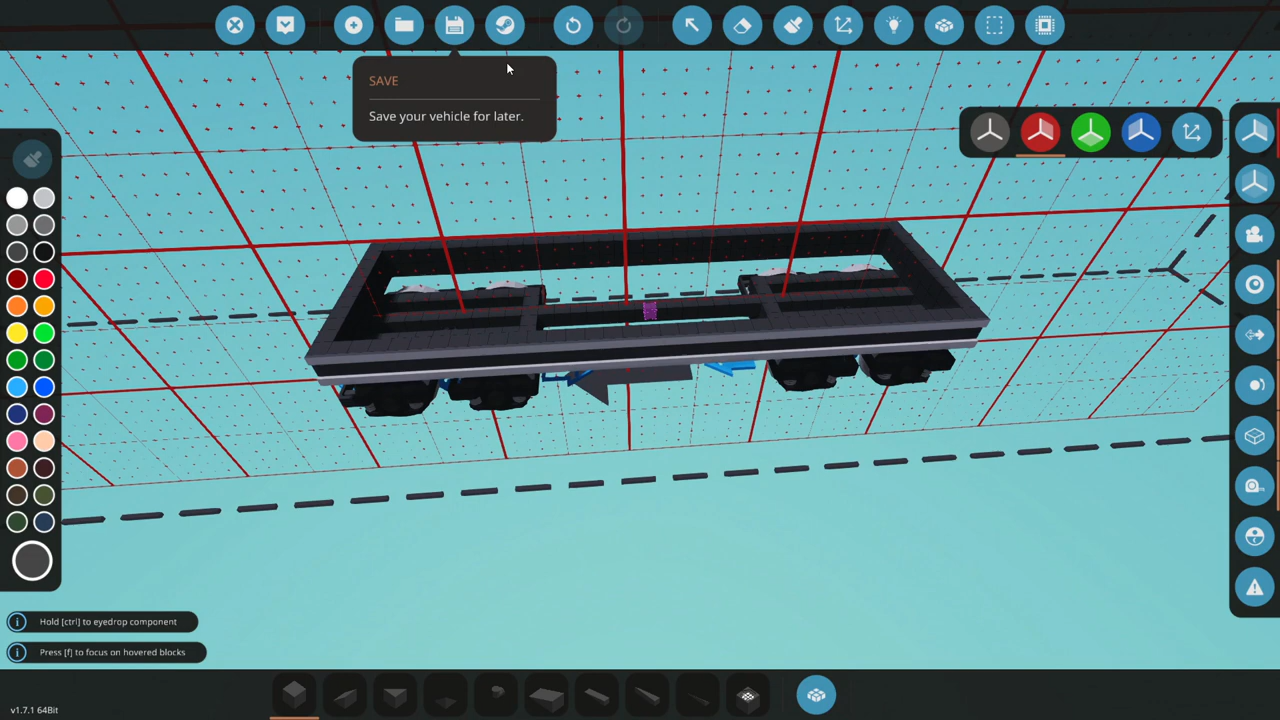 SAVE
Save your vehicle for later.
Hold [ctrl] to eyedrop component
Press [f] to focus on hovered blocks
v1.7.1 64Bit